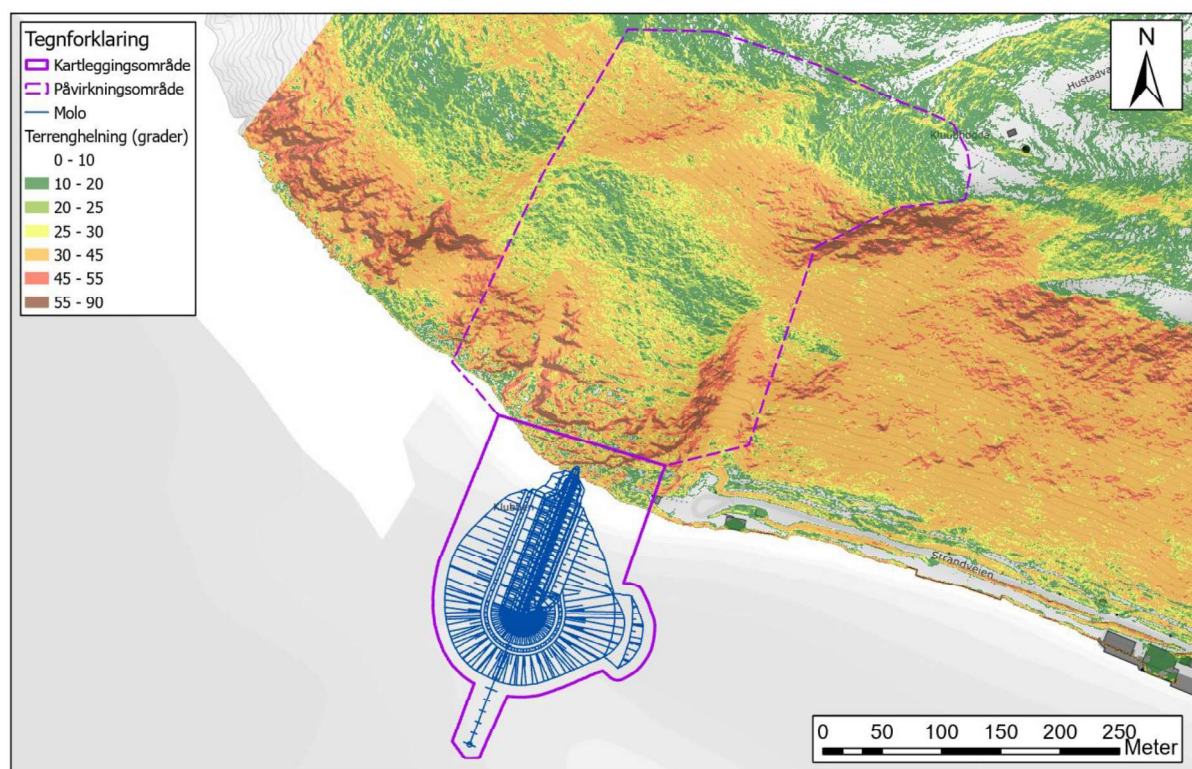 Tegnforklaring
Kartleggingsområde
Påvirkningsområde
Molo
Terrenghelning (grader)
0 - 10
10 - 20
20 - 25
25 - 30
30 - 45
45 - 55
55 - 90
N
Hustadva
Klubben
Strandveien
0 50 100 150 200 250
Meter